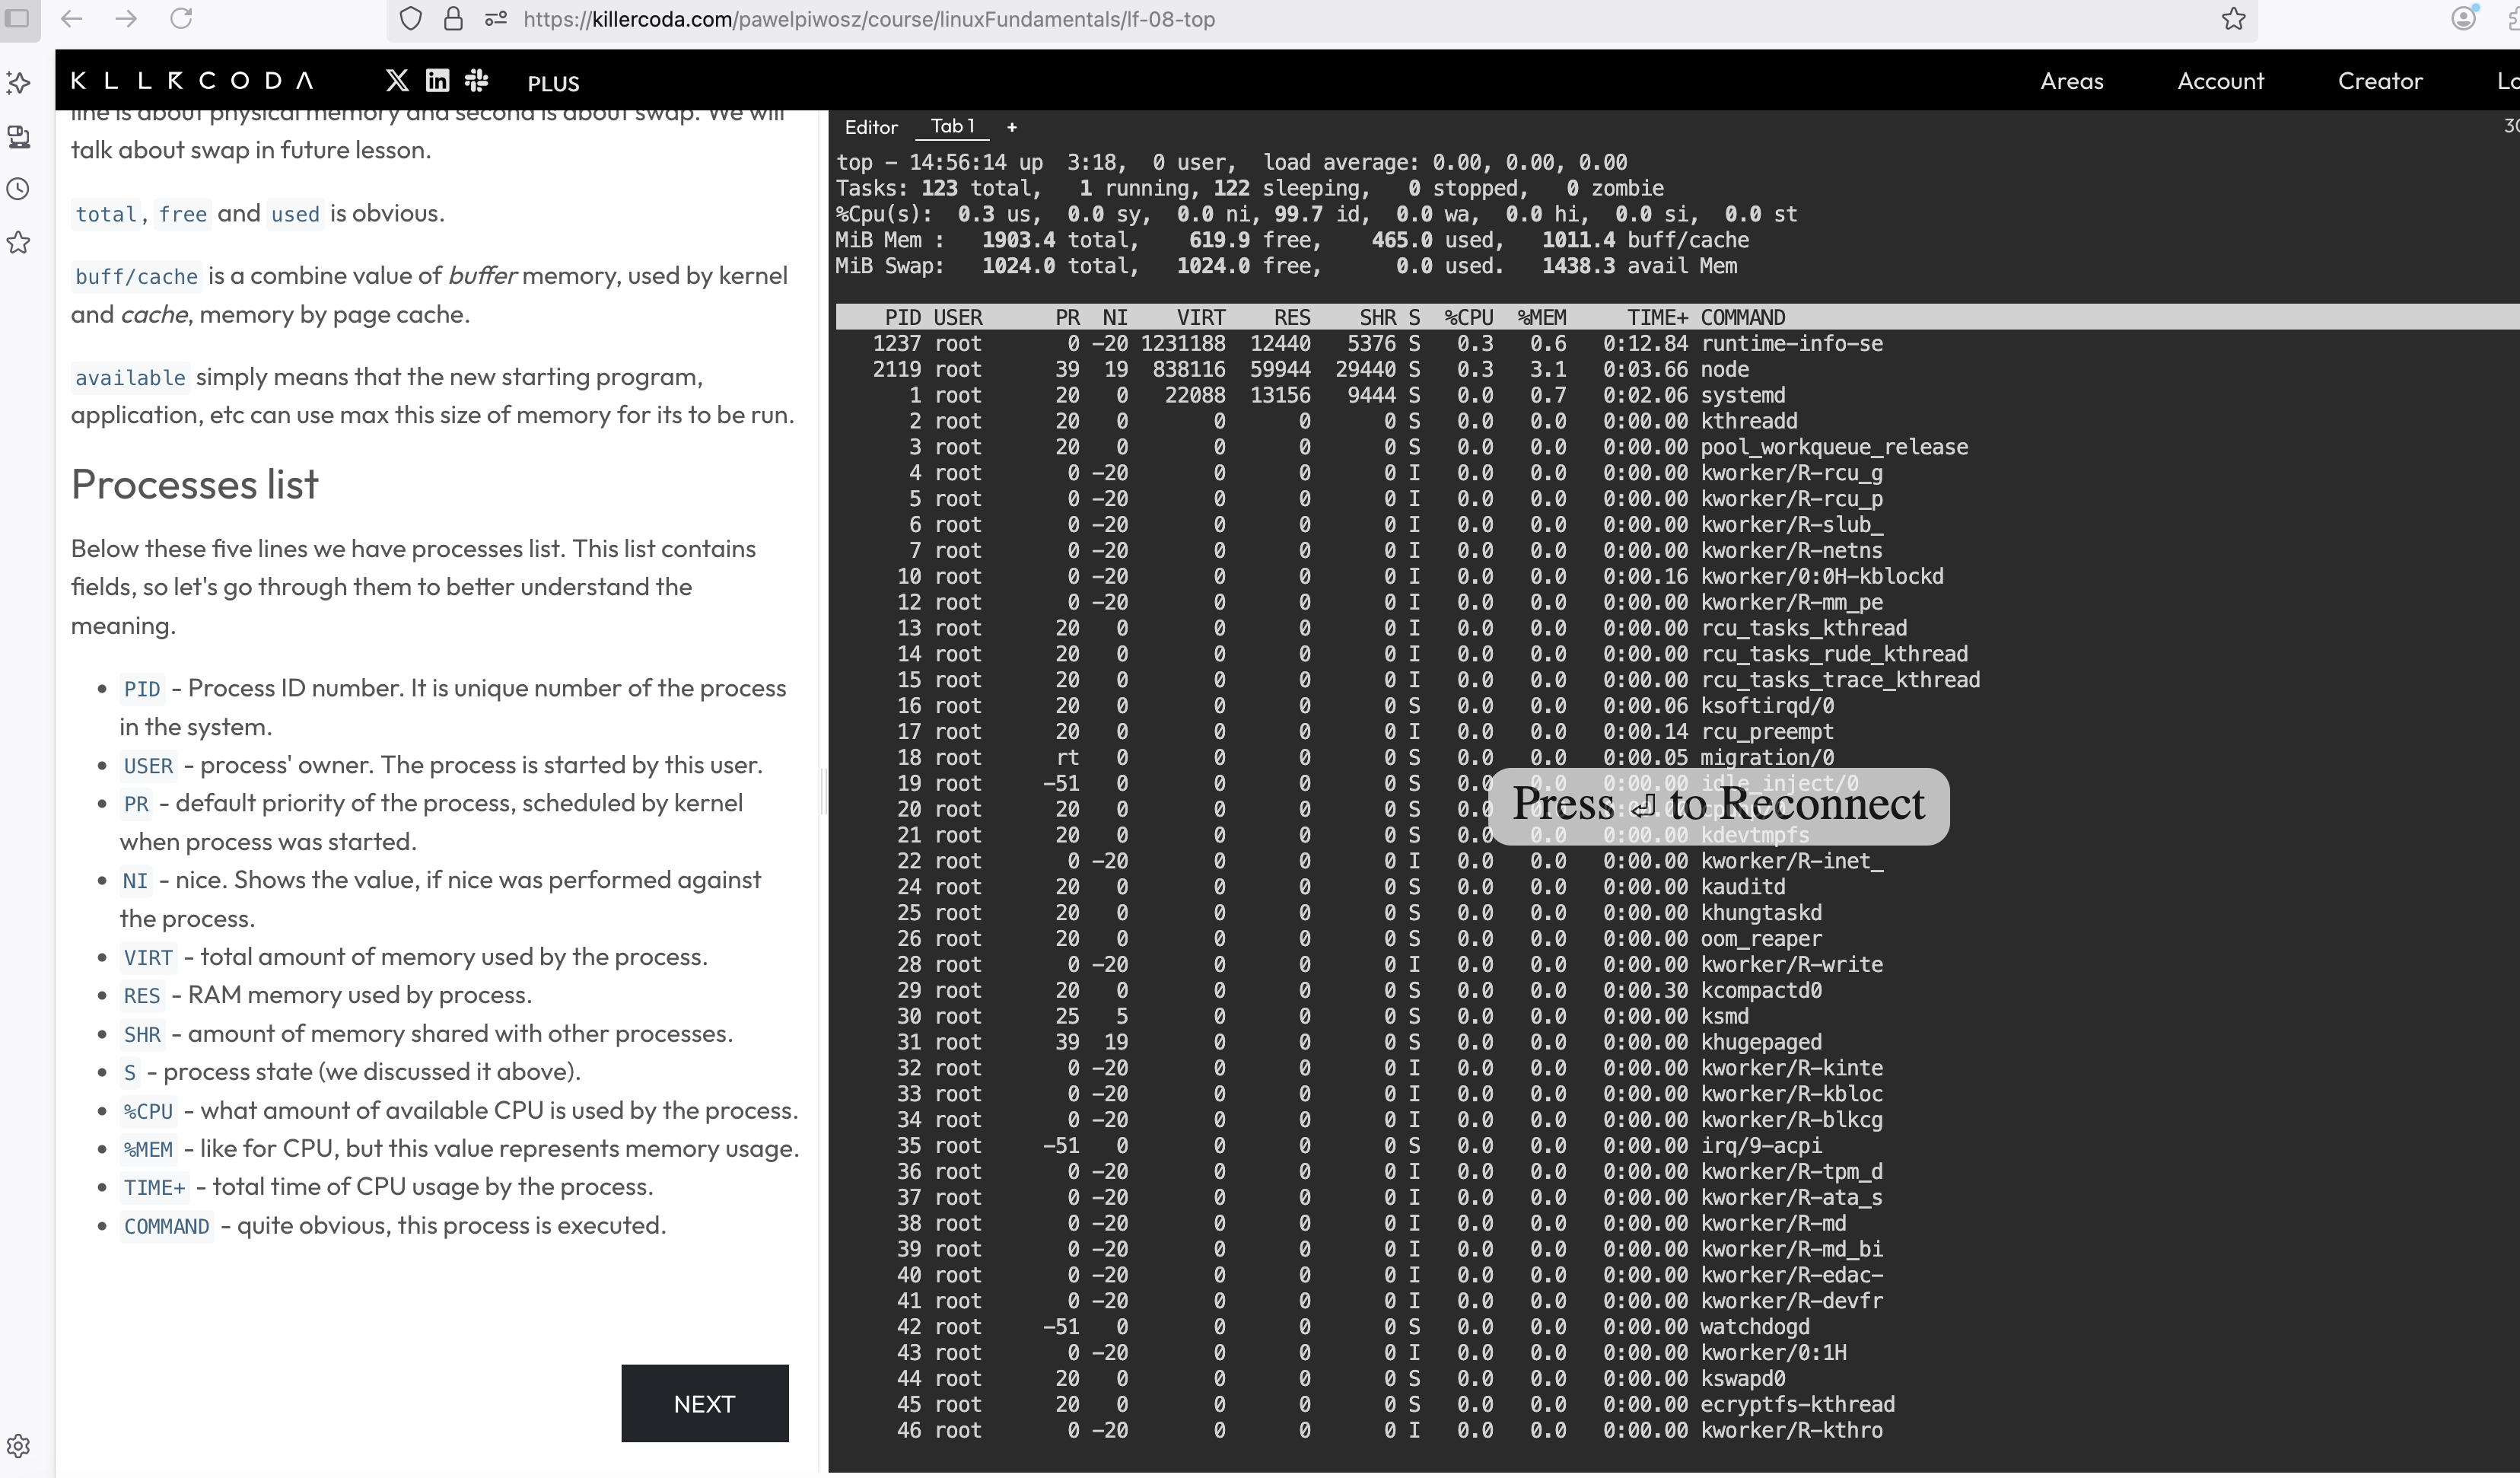 https://killercoda.com/pawelpiwosz/course/linuxFundamentals/lf-08-top
KLLRCODA PLUS Areas Account Creator
line is about physical memory and second is about swap. We will
talk about swap in future lesson.
total, free and used is obvious.
buff/cache is a combine value of buffer memory, used by kernel
and cache, memory by page cache.
available simply means that the new starting program,
application, etc can use max this size of memory for its to be run.
Processes list
Below these five lines we have processes list. This list contains
fields, so let's go through them to better understand the
meaning.
• PID - Process ID number. It is unique number of the process
in the system.
• USER - process' owner. The process is started by this user.
• PR - default priority of the process, scheduled by kernel
when process was started.
• NI - nice. Shows the value, if nice was performed against
the process.
• VIRT - total amount of memory used by the process.
• RES - RAM memory used by process.
• SHR - amount of memory shared with other processes.
• S - process state (we discussed it above).
• %CPU - what amount of available CPU is used by the process.
• %MEM - like for CPU, but this value represents memory usage.
• TIME+ - total time of CPU usage by the process.
• COMMAND - quite obvious, this process is executed.
NEXT
Editor Tab 1 +
top - 14:56:14 up 3:18, 0 user, load average: 0.00, 0.00, 0.00
Tasks: 123 total, 1 running, 122 sleeping, 0 stopped, 0 zombie
%Cpu(s): 0.3 us, 0.0 sy, 0.0 ni, 99.7 id, 0.0 wa, 0.0 hi, 0.0 si, 0.0 st
MiB Mem : 1903.4 total, 619.9 free, 465.0 used, 1011.4 buff/cache
MiB Swap: 1024.0 total, 1024.0 free, 0.0 used. 1438.3 avail Mem
PID USER PR NI VIRT RES SHR S %CPU %MEM TIME+ COMMAND
1237 root 0 -20 1231188 12440 5376 S 0.3 0.6 0:12.84 runtime-info-se
2119 root 39 19 838116 59944 29440 S 0.3 3.1 0:03.66 node
1 root 20 0 22088 13156 9444 S 0.0 0.7 0:02.06 systemd
2 root 20 0 0 0 0 S 0.0 0.0 0:00.00 kthreadd
3 root 20 0 0 0 0 S 0.0 0.0 0:00.00 pool_workqueue_release
4 root 0 -20 0 0 0 I 0.0 0.0 0:00.00 kworker/R-rcu_g
5 root 0 -20 0 0 0 I 0.0 0.0 0:00.00 kworker/R-rcu_p
6 root 0 -20 0 0 0 I 0.0 0.0 0:00.00 kworker/R-slub_
7 root 0 -20 0 0 0 I 0.0 0.0 0:00.00 kworker/R-netns
10 root 0 -20 0 0 0 I 0.0 0.0 0:00.16 kworker/0:0H-kblockd
12 root 0 -20 0 0 0 I 0.0 0.0 0:00.00 kworker/R-mm_pe
13 root 20 0 0 0 0 I 0.0 0.0 0:00.00 rcu_tasks_kthread
14 root 20 0 0 0 0 I 0.0 0.0 0:00.00 rcu_tasks_rude_kthread
15 root 20 0 0 0 0 I 0.0 0.0 0:00.00 rcu_tasks_trace_kthread
16 root 20 0 0 0 0 S 0.0 0.0 0:00.06 ksoftirqd/0
17 root 20 0 0 0 0 I 0.0 0.0 0:00.14 rcu_preempt
18 root rt 0 0 0 0 S 0.0 0.0 0:00.05 migration/0
19 root -51 0 0 0 0 S 0.0 0.0 0:00.00 idle_inject/0
20 root 20 0 0 0 0 S 0.0
Press ⏎ to Reconnect
21 root 20 0 0 0 0 S 0.0 0.0 0:00.00 kdevtmpfs
22 root 0 -20 0 0 0 I 0.0 0.0 0:00.00 kworker/R-inet_
24 root 20 0 0 0 0 S 0.0 0.0 0:00.00 kauditd
25 root 20 0 0 0 0 S 0.0 0.0 0:00.00 khungtaskd
26 root 20 0 0 0 0 S 0.0 0.0 0:00.00 oom_reaper
28 root 0 -20 0 0 0 I 0.0 0.0 0:00.00 kworker/R-write
29 root 20 0 0 0 0 S 0.0 0.0 0:00.30 kcompactd0
30 root 25 5 0 0 0 S 0.0 0.0 0:00.00 ksmd
31 root 39 19 0 0 0 S 0.0 0.0 0:00.00 khugepaged
32 root 0 -20 0 0 0 I 0.0 0.0 0:00.00 kworker/R-kinte
33 root 0 -20 0 0 0 I 0.0 0.0 0:00.00 kworker/R-kbloc
34 root 0 -20 0 0 0 I 0.0 0.0 0:00.00 kworker/R-blkcg
35 root -51 0 0 0 0 S 0.0 0.0 0:00.00 irq/9-acpi
36 root 0 -20 0 0 0 I 0.0 0.0 0:00.00 kworker/R-tpm_d
37 root 0 -20 0 0 0 I 0.0 0.0 0:00.00 kworker/R-ata_s
38 root 0 -20 0 0 0 I 0.0 0.0 0:00.00 kworker/R-md
39 root 0 -20 0 0 0 I 0.0 0.0 0:00.00 kworker/R-md_bi
40 root 0 -20 0 0 0 I 0.0 0.0 0:00.00 kworker/R-edac-
41 root 0 -20 0 0 0 I 0.0 0.0 0:00.00 kworker/R-devfr
42 root -51 0 0 0 0 S 0.0 0.0 0:00.00 watchdogd
43 root 0 -20 0 0 0 I 0.0 0.0 0:00.00 kworker/0:1H
44 root 20 0 0 0 0 S 0.0 0.0 0:00.00 kswapd0
45 root 20 0 0 0 0 S 0.0 0.0 0:00.00 ecryptfs-kthread
46 root 0 -20 0 0 0 I 0.0 0.0 0:00.00 kworker/R-kthro